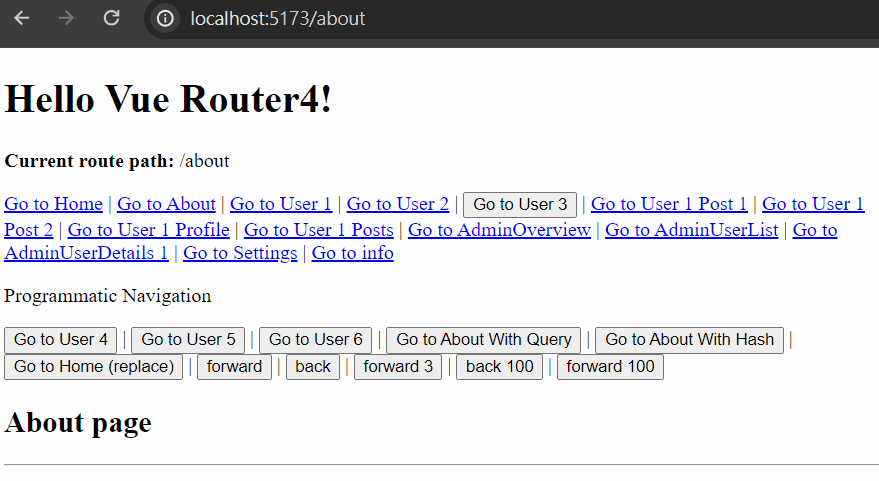 localhost:5173/about
Hello Vue Router4!
Current route path: /about
Go to Home | Go to About | Go to User 1 | Go to User 2 | Go to User 3 | Go to User 1 Post 1 | Go to User 1
Post 2 | Go to User 1 Profile | Go to User 1 Posts | Go to AdminOverview | Go to AdminUserList | Go to
AdminUserDetails 1 | Go to Settings | Go to info
Programmatic Navigation
Go to User 4 | Go to User 5 | Go to User 6 | Go to About With Query | Go to About With Hash |
Go to Home (replace) | forward | back | forward 3 | back 100 | forward 100
About page